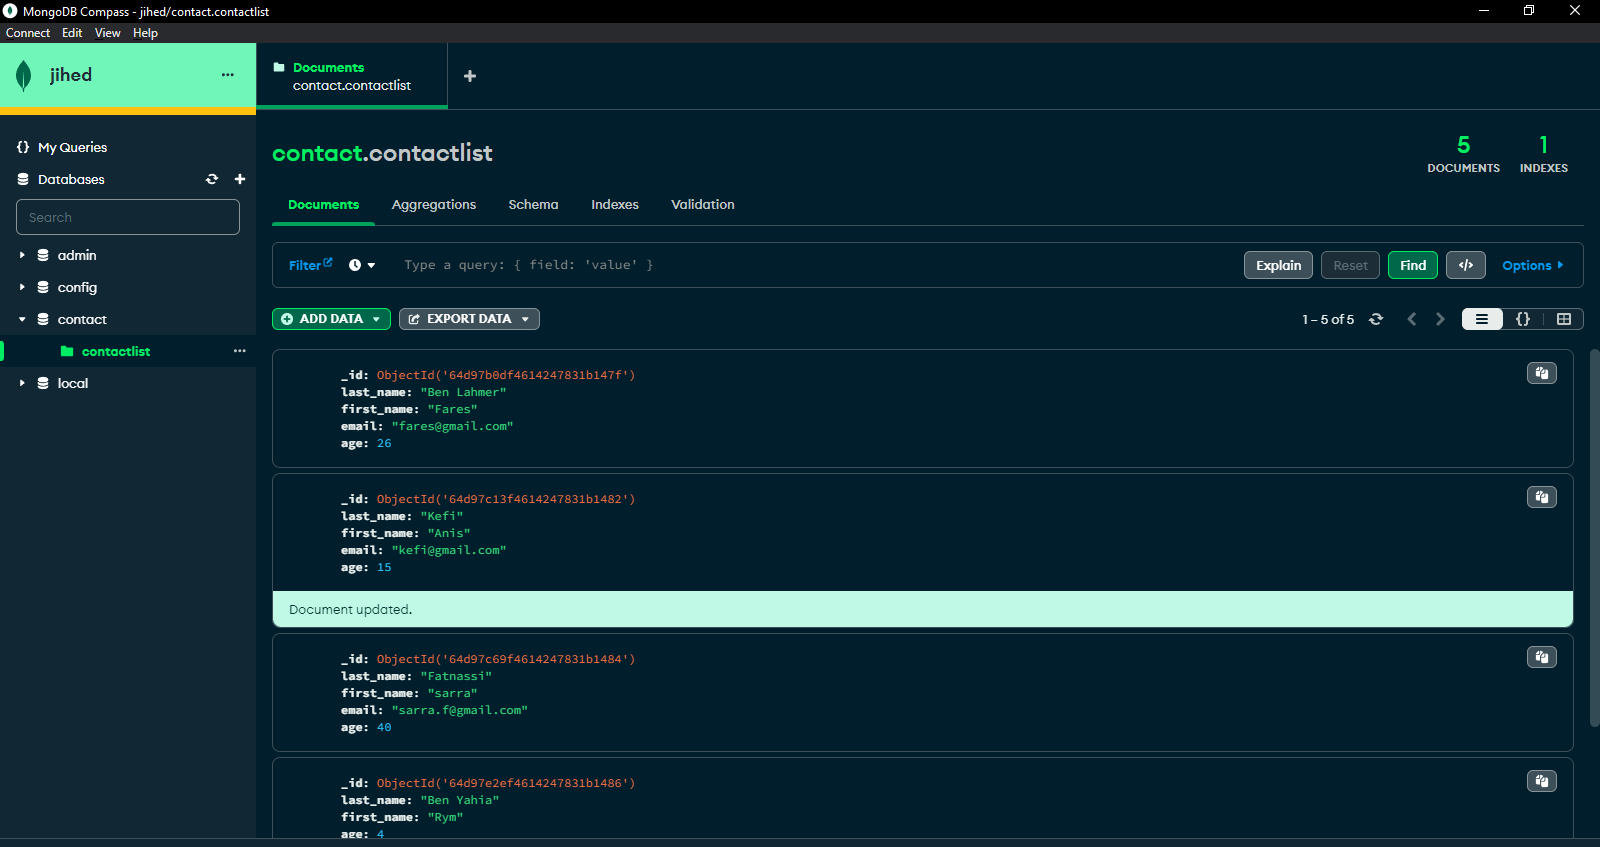 MongoDB Compass - jihed/contact.contactlist
Connect Edit View Help
jihed
Documents
contact.contactlist
My Queries
Databases
Search
admin
config
contact
contactlist
local
contact.contactlist
5
DOCUMENTS
1
INDEXES
Documents Aggregations Schema Indexes Validation
Filter Type a query: { field: 'value' } Explain Reset Find </> Options
ADD DATA EXPORT DATA 1 – 5 of 5 {}
_id: ObjectId('64d97b0df4614247831b147f')
last_name: "Ben Lahmer"
first_name: "Fares"
email: "fares@gmail.com"
age: 26
_id: ObjectId('64d97c13f4614247831b1482')
last_name: "Kefi"
first_name: "Anis"
email: "kefi@gmail.com"
age: 15
Document updated.
_id: ObjectId('64d97c69f4614247831b1484')
last_name: "Fatnassi"
first_name: "sarra"
email: "sarra.f@gmail.com"
age: 40
_id: ObjectId('64d97e2ef4614247831b1486')
last_name: "Ben Yahia"
first_name: "Rym"
age: 4